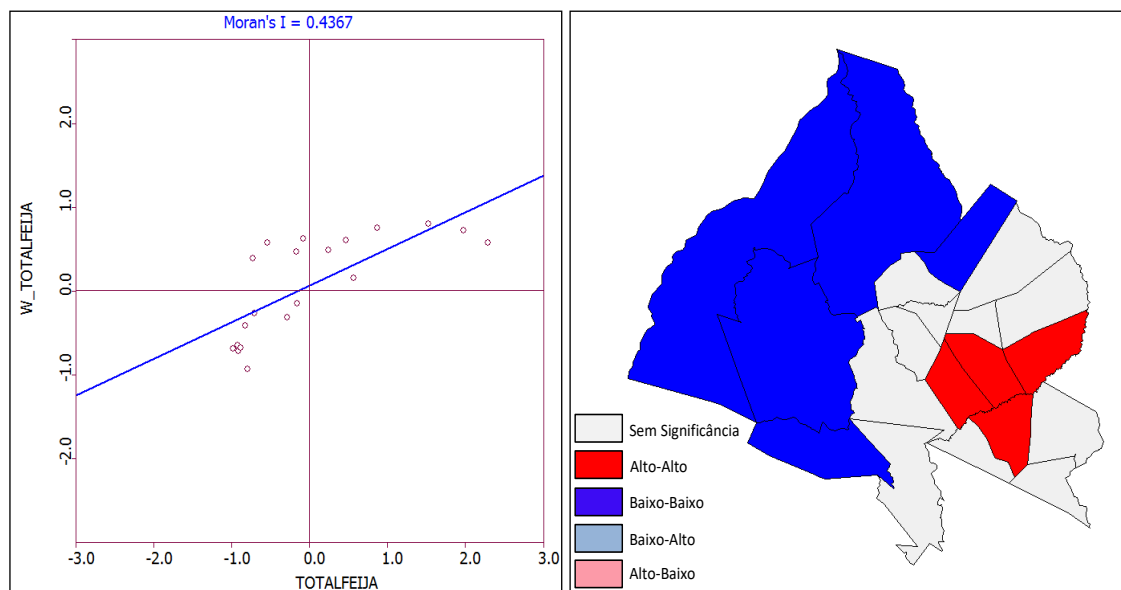 Moran's I = 0.4367
W_TOTALFEIJA
2.0
1.0
0.0
-1.0
-2.0
-3.0
-2.0
-1.0
0.0
1.0
2.0
3.0
TOTALFEIJA
Sem Significância
Alto-Alto
Baixo-Baixo
Baixo-Alto
Alto-Baixo